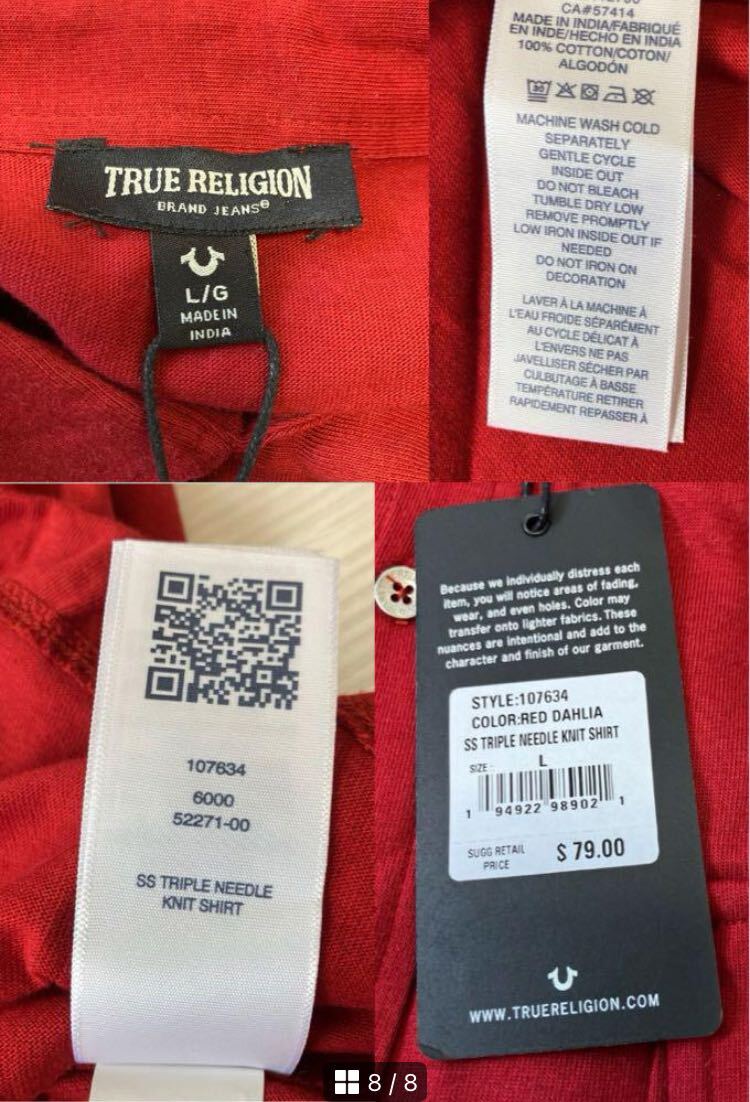 TRUE RELIGION
BRAND JEANS®
L/G
MADE IN
INDIA
CA#57414
MADE IN INDIA/FABRIQUÉ
EN INDE/HECHO EN INDIA
100% COTTON/COTON/
ALGODÓN
30
MACHINE WASH COLD
SEPARATELY
GENTLE CYCLE
INSIDE OUT
DO NOT BLEACH
TUMBLE DRY LOW
REMOVE PROMPTLY
LOW IRON INSIDE OUT IF
NEEDED
DO NOT IRON ON
DECORATION
LAVER À LA MACHINE À
L'EAU FROIDE SÉPARÉMENT
AU CYCLE DÉLICAT À
L'ENVERS NE PAS
JAVELLISER SÉCHER PAR
CULBUTAGE À BASSE
TEMPÉRATURE RETIRER
RAPIDEMENT REPASSER À
107634
6000
52271-00
SS TRIPLE NEEDLE
KNIT SHIRT
Because we individually distress each
item, you will notice areas of fading,
wear, and even holes. Color may
transfer onto lighter fabrics. These
nuances are intentional and add to the
character and finish of our garment.
STYLE:107634
COLOR:RED DAHLIA
SS TRIPLE NEEDLE KNIT SHIRT
SIZE - L
1 94922 98902 1
SUGG RETAIL
PRICE
$ 79.00
WWW.TRUERELIGION.COM
8 / 8